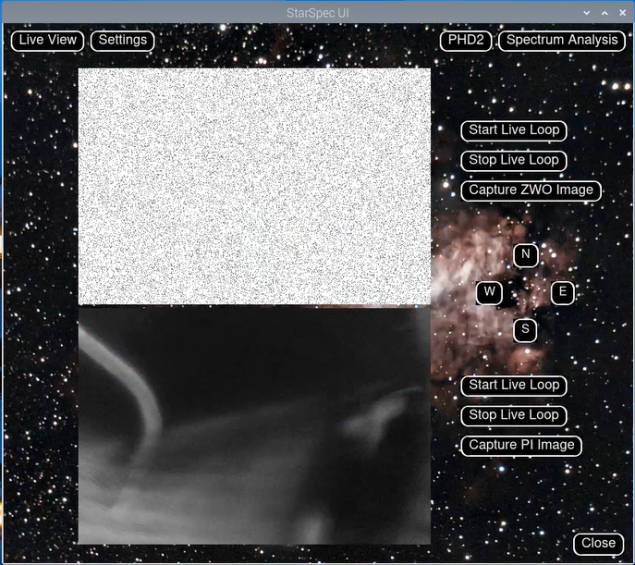 StarSpec UI
Live View Settings PHD2 Spectrum Analysis
Start Live Loop
Stop Live Loop
Capture ZWO Image
N
W E
S
Start Live Loop
Stop Live Loop
Capture PI Image
Close